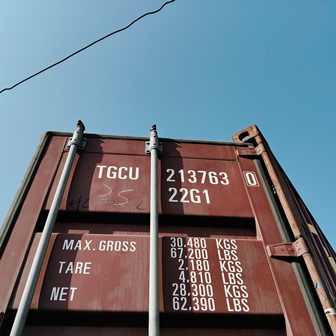 TGCU 213763 0
22G1
MAX. GROSS 30,480 KGS
67,200 LBS
TARE 2,180 KGS
4,810 LBS
NET 28,300 KGS
62,390 LBS